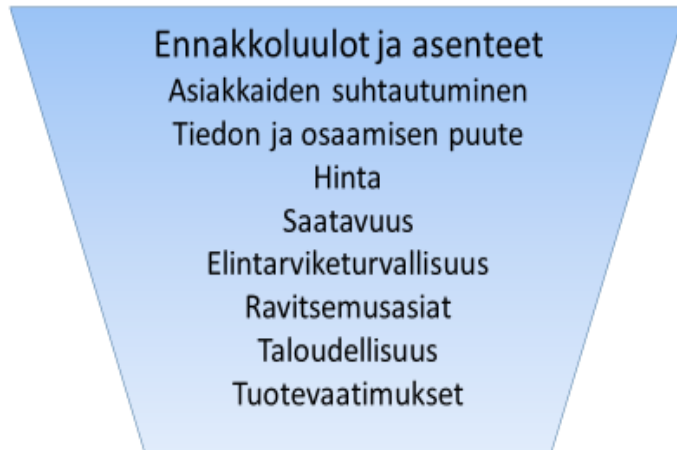 Ennakkoluulot ja asenteet
Asiakkaiden suhtautuminen
Tiedon ja osaamisen puute
Hinta
Saatavuus
Elintarviketurvallisuus
Ravitsemusasiat
Taloudellisuus
Tuotevaatimukset